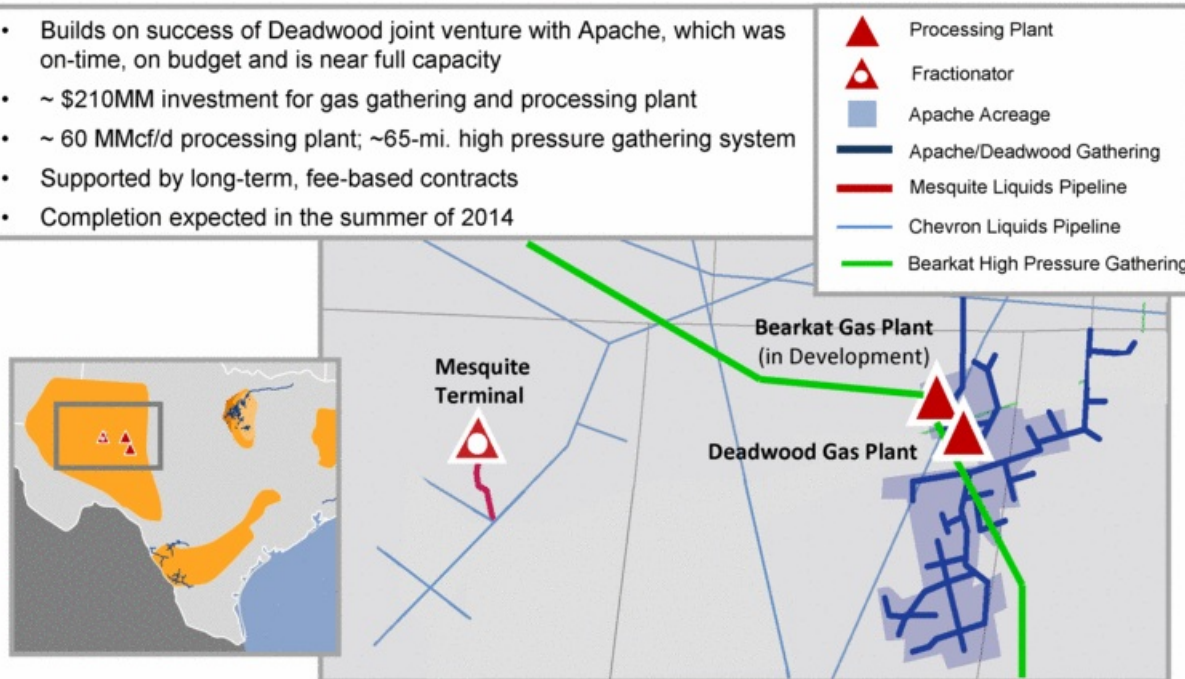 • Builds on success of Deadwood joint venture with Apache, which was
on-time, on budget and is near full capacity
• ~ $210MM investment for gas gathering and processing plant
• ~ 60 MMcf/d processing plant; ~65-mi. high pressure gathering system
• Supported by long-term, fee-based contracts
• Completion expected in the summer of 2014
Processing Plant
Fractionator
Apache Acreage
Apache/Deadwood Gathering
Mesquite Liquids Pipeline
Chevron Liquids Pipeline
Bearkat High Pressure Gathering
Bearkat Gas Plant
(in Development)
Mesquite
Terminal
Deadwood Gas Plant